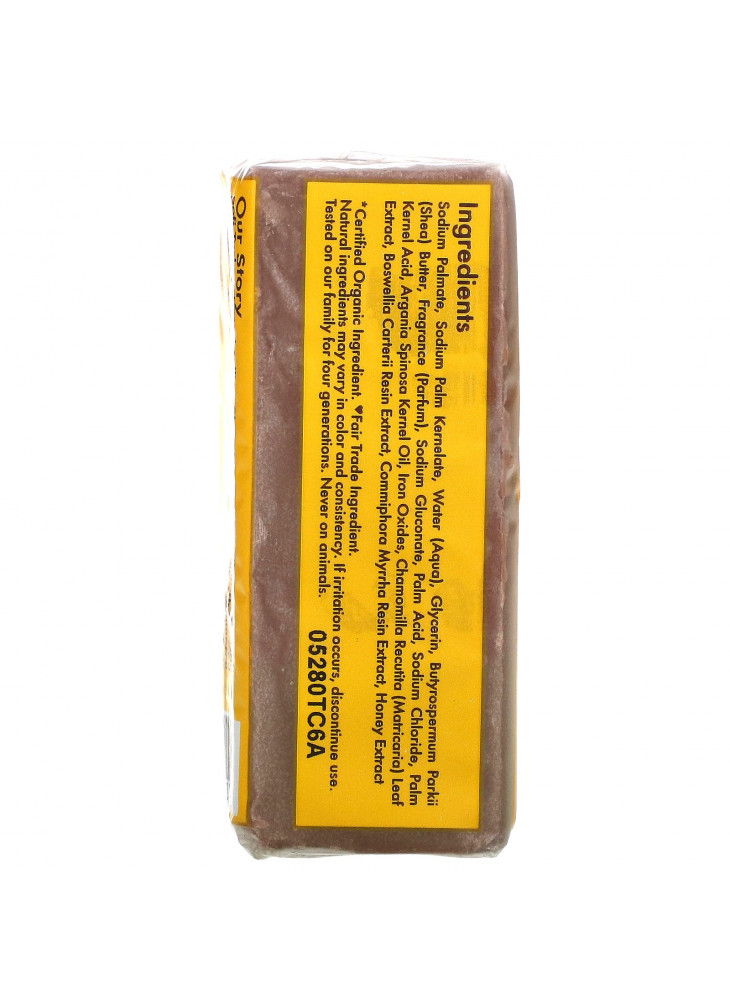 Ingredients
Sodium Palmate, Sodium Palm Kernelate, Water (Aqua), Glycerin, Butyrospermum Parkii
(Shea) Butter, Fragrance (Parfum), Sodium Gluconate, Palm Acid, Sodium Chloride, Palm
Kernel Acid, Argania Spinosa Kernel Oil, Iron Oxides, Chamomilla Recutita (Matricaria) Leaf
Extract, Boswellia Carterii Resin Extract, Commiphora Myrrha Resin Extract, Honey Extract
*Certified Organic Ingredient. ♥Fair Trade Ingredient.
Natural ingredients may vary in color and consistency. If irritation occurs, discontinue use.
Tested on our family for four generations. Never on animals.
05280TC6A
Our Story